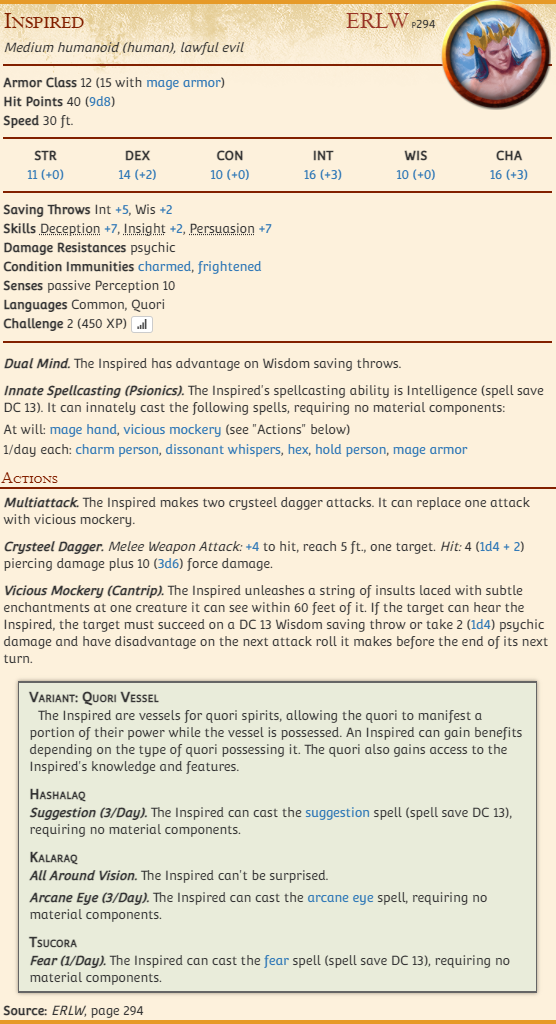 Inspired ERLW p294
Medium humanoid (human), lawful evil
Armor Class 12 (15 with mage armor)
Hit Points 40 (9d8)
Speed 30 ft.
STR DEX CON INT WIS CHA
11 (+0) 14 (+2) 10 (+0) 16 (+3) 10 (+0) 16 (+3)
Saving Throws Int +5, Wis +2
Skills Deception +7, Insight +2, Persuasion +7
Damage Resistances psychic
Condition Immunities charmed, frightened
Senses passive Perception 10
Languages Common, Quori
Challenge 2 (450 XP)
Dual Mind. The Inspired has advantage on Wisdom saving throws.
Innate Spellcasting (Psionics). The Inspired's spellcasting ability is Intelligence (spell save
DC 13). It can innately cast the following spells, requiring no material components:
At will: mage hand, vicious mockery (see "Actions" below)
1/day each: charm person, dissonant whispers, hex, hold person, mage armor
Actions
Multiattack. The Inspired makes two crysteel dagger attacks. It can replace one attack
with vicious mockery.
Crysteel Dagger. Melee Weapon Attack: +4 to hit, reach 5 ft., one target. Hit: 4 (1d4 + 2)
piercing damage plus 10 (3d6) force damage.
Vicious Mockery (Cantrip). The Inspired unleashes a string of insults laced with subtle
enchantments at one creature it can see within 60 feet of it. If the target can hear the
Inspired, the target must succeed on a DC 13 Wisdom saving throw or take 2 (1d4) psychic
damage and have disadvantage on the next attack roll it makes before the end of its next
turn.
Variant: Quori Vessel
The Inspired are vessels for quori spirits, allowing the quori to manifest a
portion of their power while the vessel is possessed. An Inspired can gain benefits
depending on the type of quori possessing it. The quori also gains access to the
Inspired's knowledge and features.
Hashalaq
Suggestion (3/Day). The Inspired can cast the suggestion spell (spell save DC 13),
requiring no material components.
Kalaraq
All Around Vision. The Inspired can't be surprised.
Arcane Eye (3/Day). The Inspired can cast the arcane eye spell, requiring no
material components.
Tsucora
Fear (1/Day). The Inspired can cast the fear spell (spell save DC 13), requiring no
material components.
Source: ERLW, page 294